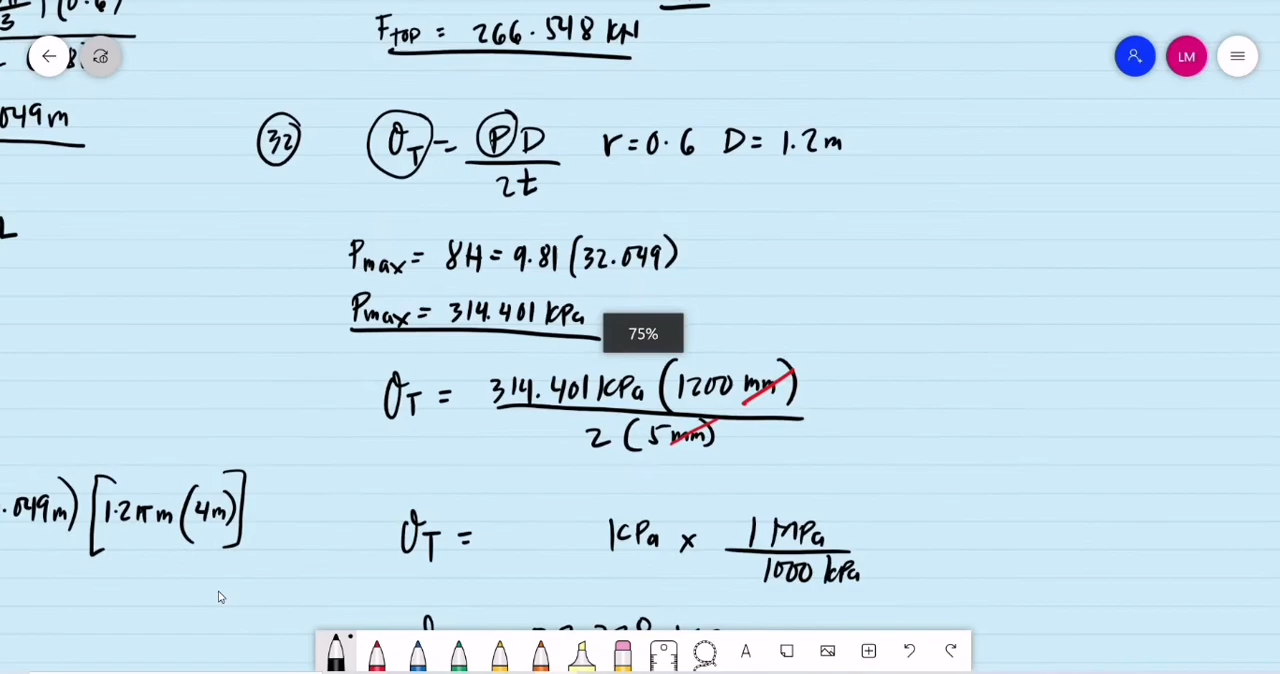 F_TOP = 266.548 KN
LM
.049m
32
σ_T = PD / 2t r = 0.6 D = 1.2 m
P_max = γH = 9.81 (32.049)
P_max = 314.401 kPa
75%
σ_T = 314.401 kPa (1200 mm) / 2 (5 mm)
.049m) [1.2πm (4m)]
σ_T = kPa x 1 MPa / 1000 kPa
A